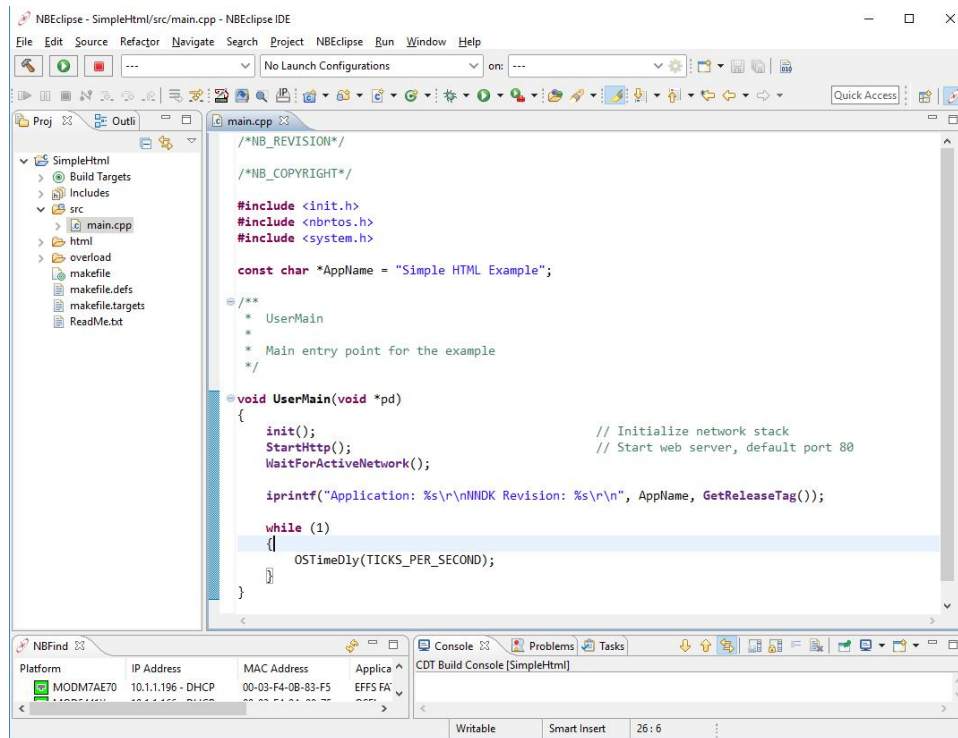 NBEclipse - SimpleHtml/src/main.cpp - NBEclipse IDE
File Edit Source Refactor Navigate Search Project NBEclipse Run Window Help
--- No Launch Configurations on: ---
Quick Access
Proj Outli
SimpleHtml
Build Targets
Includes
src
main.cpp
html
overload
makefile
makefile.defs
makefile.targets
ReadMe.txt
main.cpp
/*NB_REVISION*/
/*NB_COPYRIGHT*/
#include <init.h>
#include <nbrtos.h>
#include <system.h>
const char *AppName = "Simple HTML Example";
/**
* UserMain
*
* Main entry point for the example
*/
void UserMain(void *pd)
{
init(); // Initialize network stack
StartHttp(); // Start web server, default port 80
WaitForActiveNetwork();
iprintf("Application: %s\r\nNNDK Revision: %s\r\n", AppName, GetReleaseTag());
while (1)
{
OSTimeDly(TICKS_PER_SECOND);
}
}
NBFind
Platform IP Address MAC Address Applica
MODM7AE70 10.1.1.196 - DHCP 00-03-F4-0B-83-F5 EFFS FA
Console Problems Tasks
CDT Build Console [SimpleHtml]
Writable Smart Insert 26 : 6